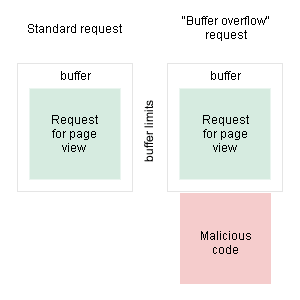 Standard request
"Buffer overflow"
request
buffer
Request
for page
view
buffer limits
buffer
Request
for page
view
Malicious
code